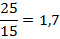 25/15 = 1,7